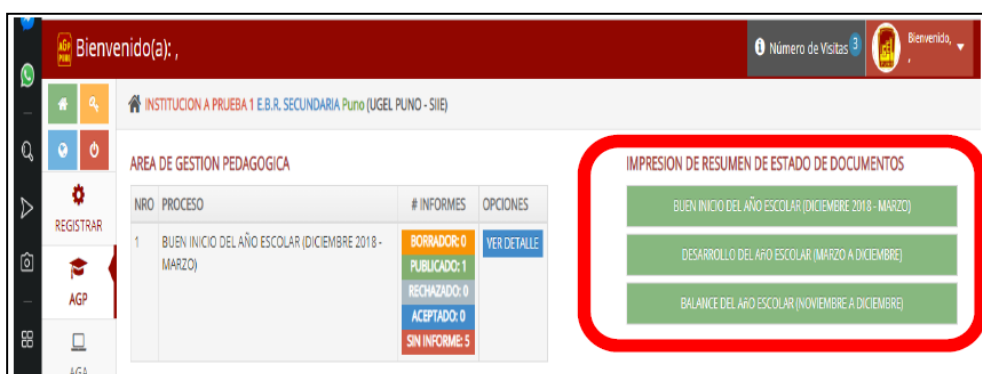 AGP
PUNO
Bienvenido(a): ,
Número de Visitas 3
Bienvenido,
,
INSTITUCION A PRUEBA 1 E.B.R. SECUNDARIA Puno (UGEL PUNO - SIIE)
AREA DE GESTION PEDAGOGICA
NRO PROCESO # INFORMES OPCIONES
1 BUEN INICIO DEL AÑO ESCOLAR (DICIEMBRE 2018 -
MARZO)
BORRADOR: 0
PUBLICADO: 1
RECHAZADO: 0
ACEPTADO: 0
SIN INFORME: 5
VER DETALLE
IMPRESION DE RESUMEN DE ESTADO DE DOCUMENTOS
BUEN INICIO DEL AÑO ESCOLAR (DICIEMBRE 2018 - MARZO)
DESARROLLO DEL AñO ESCOLAR (MARZO A DICIEMBRE)
BALANCE DEL AñO ESCOLAR (NOVIEMBRE A DICIEMBRE)
REGISTRAR
AGP
AGA